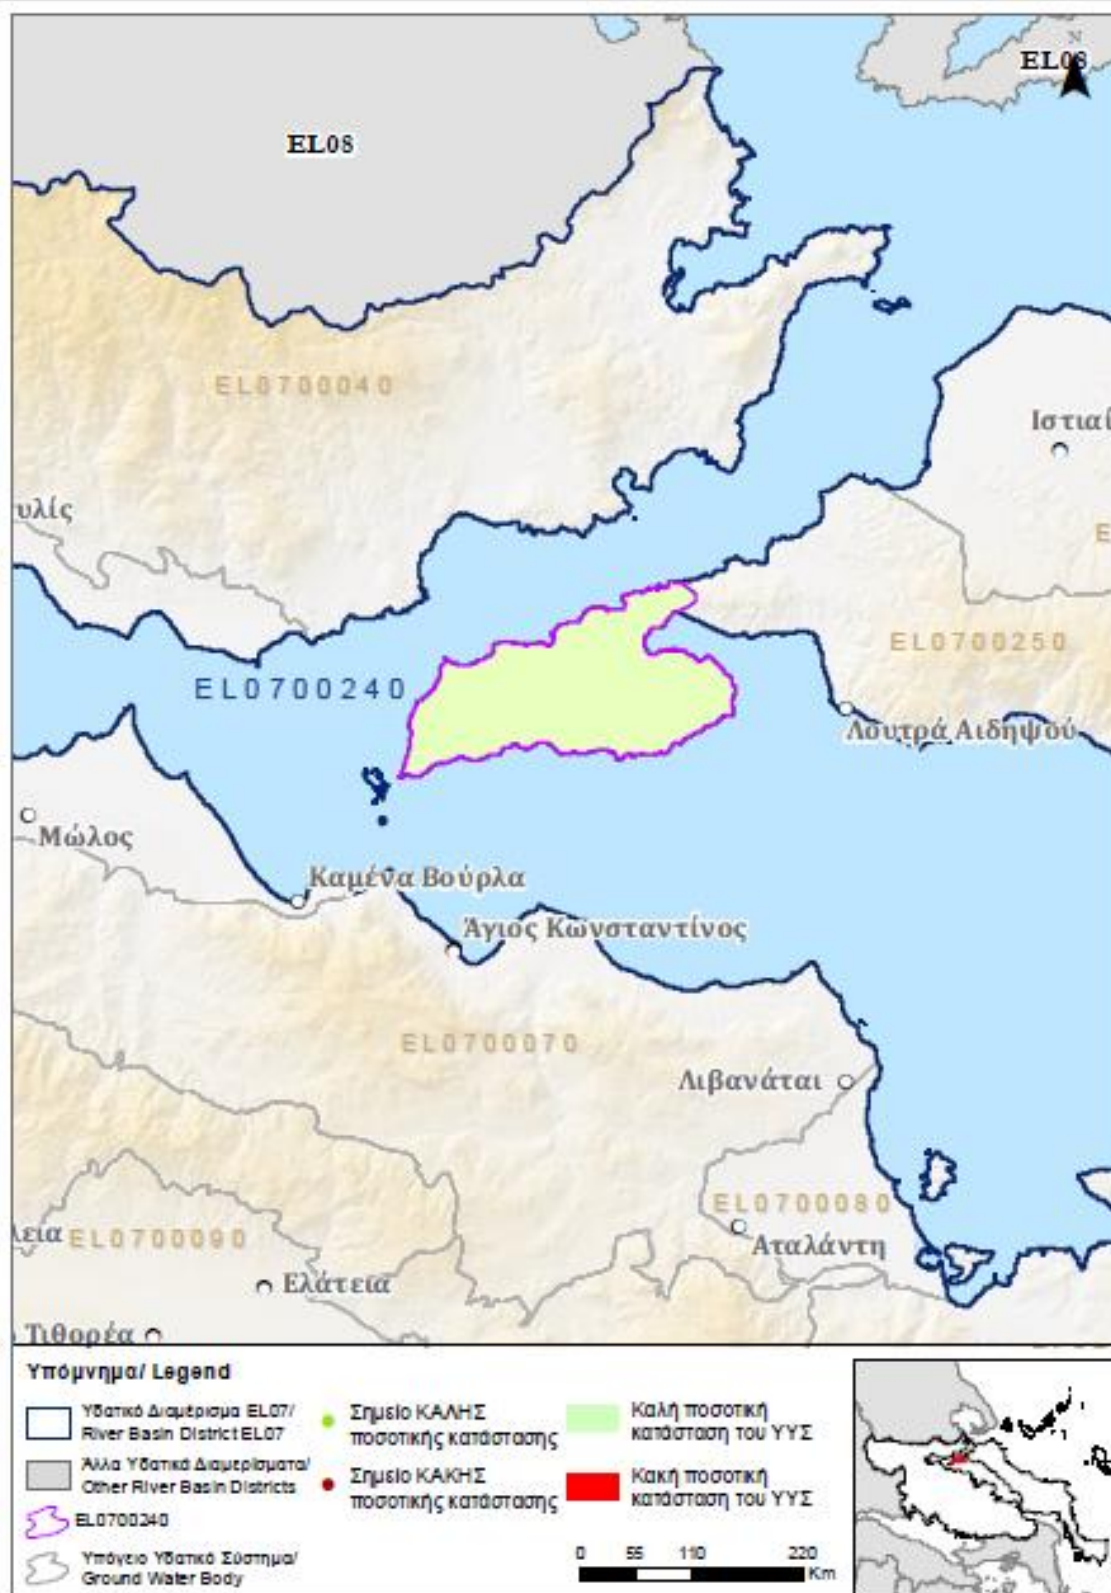 N
EL08
EL08
EL0700040
Ιστιαί
υλίς
E
EL0700250
EL0700240
Λουτρά Αιδηψού
Μώλος
Καμένα Βούρλα
Άγιος Κωνσταντίνος
EL0700070
Λιβανάται
EL0700080
λεια
EL0700090
Αταλάντη
Ελάτεια
Τιθορέα
Υπόμνημα/ Legend
Υδατικό Διαμέρισμα EL07/
River Basin District EL07
Άλλα Υδατικά Διαμερίσματα/
Other River Basin Districts
EL0700240
Υπόγειο Υδατικό Σύστημα/
Ground Water Body
Σημείο ΚΑΛΗΣ
ποσοτικής κατάστασης
Σημείο ΚΑΚΗΣ
ποσοτικής κατάστασης
Καλή ποσοτική
κατάσταση του ΥΥΣ
Κακή ποσοτική
κατάσταση του ΥΥΣ
0 55 110 220
Km